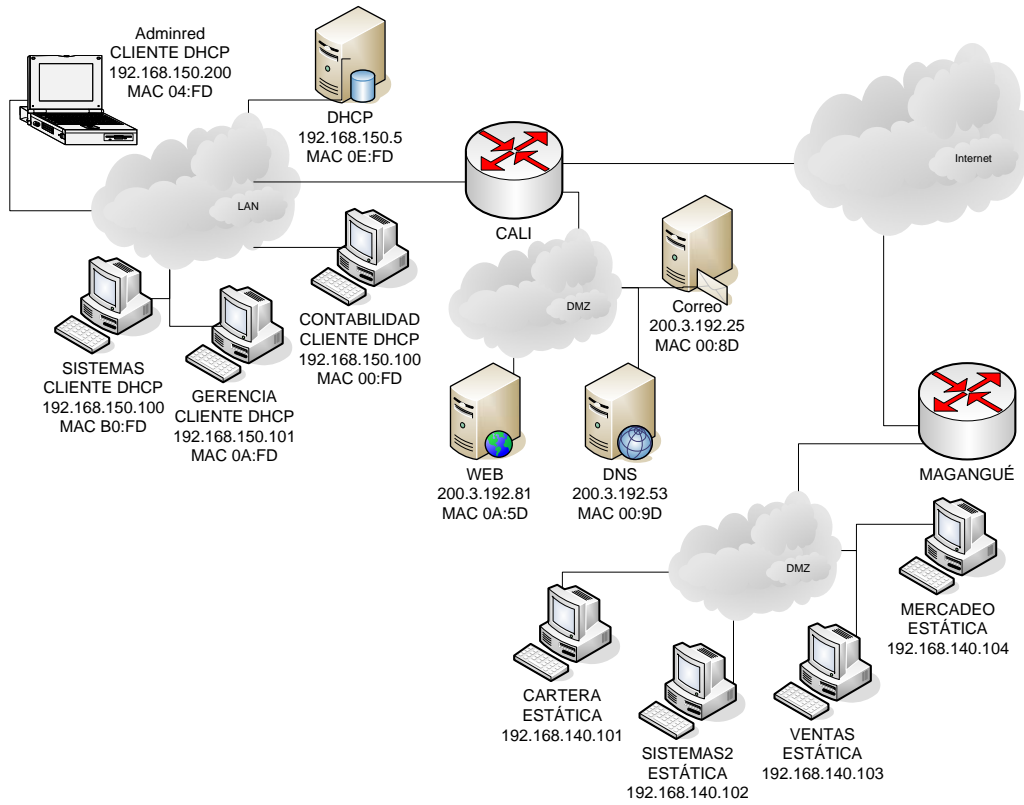 Adminred
CLIENTE DHCP
192.168.150.200
MAC 04:FD
DHCP
192.168.150.5
MAC 0E:FD
LAN
CALI
Internet
SISTEMAS
CLIENTE DHCP
192.168.150.100
MAC B0:FD
GERENCIA
CLIENTE DHCP
192.168.150.101
MAC 0A:FD
CONTABILIDAD
CLIENTE DHCP
192.168.150.100
MAC 00:FD
DMZ
Correo
200.3.192.25
MAC 00:8D
WEB
200.3.192.81
MAC 0A:5D
DNS
200.3.192.53
MAC 00:9D
MAGANGUÉ
DMZ
MERCADEO
ESTÁTICA
192.168.140.104
CARTERA
ESTÁTICA
192.168.140.101
SISTEMAS2
ESTÁTICA
192.168.140.102
VENTAS
ESTÁTICA
192.168.140.103